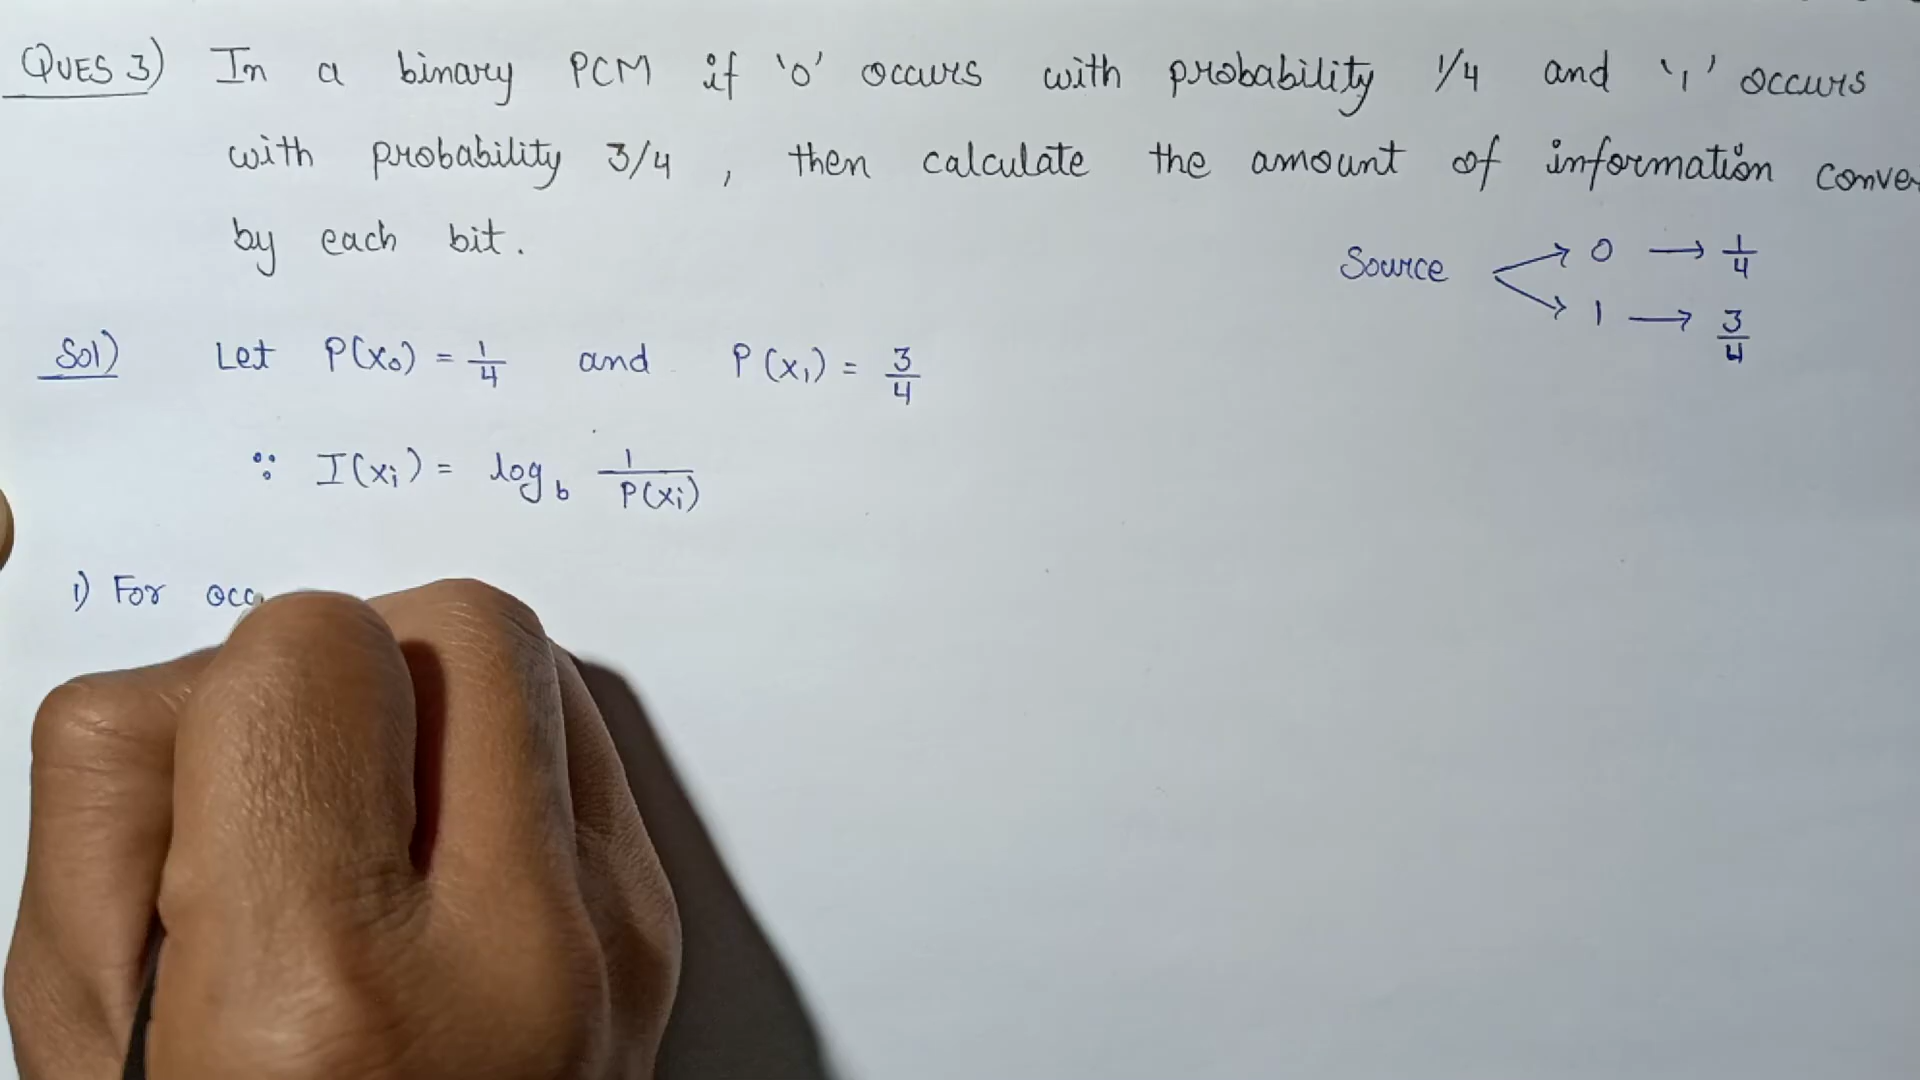 QUES 3) In a binary PCM if '0' occurs with probability 1/4 and '1' occurs
with probability 3/4 , then calculate the amount of information
by each bit.
Source → 0 → 1/4
→ 1 → 3/4
Sol) Let P(x₀) = 1/4 and P(x₁) = 3/4
∵ I(xᵢ) = log_b 1/P(xᵢ)
1) For